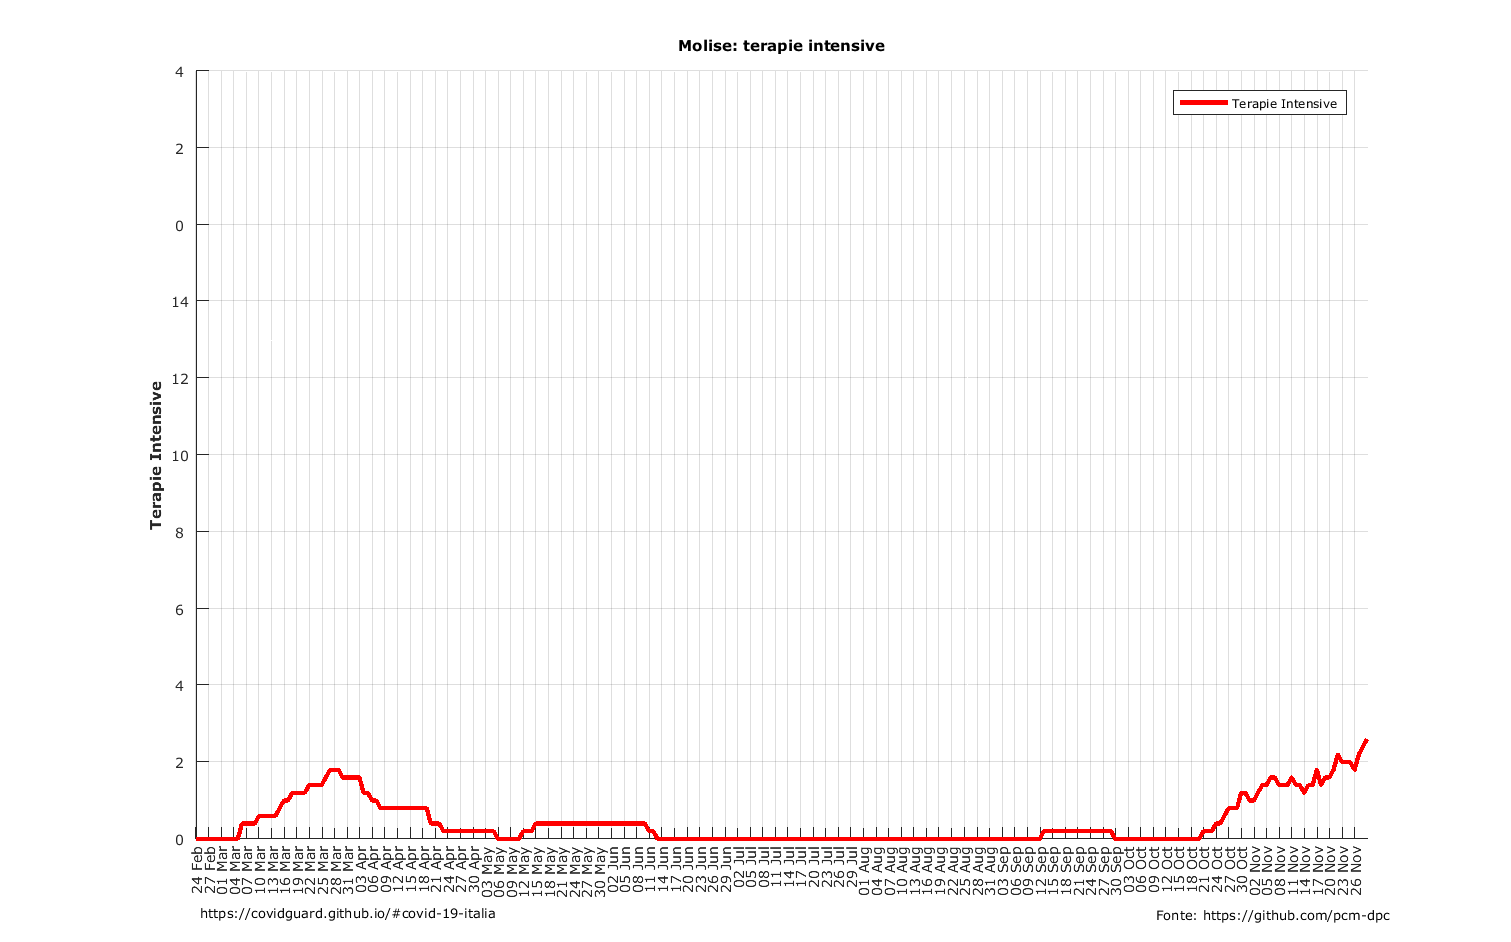 Molise: terapie intensive
Terapie Intensive
4
2
0
14
12
10
8
6
4
2
0
Terapie Intensive
24 Feb
27 Feb
01 Mar
04 Mar
07 Mar
10 Mar
13 Mar
16 Mar
19 Mar
22 Mar
25 Mar
28 Mar
31 Mar
03 Apr
06 Apr
09 Apr
12 Apr
15 Apr
18 Apr
21 Apr
24 Apr
27 Apr
30 Apr
03 May
06 May
09 May
12 May
15 May
18 May
21 May
24 May
27 May
30 May
02 Jun
05 Jun
08 Jun
11 Jun
14 Jun
17 Jun
20 Jun
23 Jun
26 Jun
29 Jun
02 Jul
05 Jul
08 Jul
11 Jul
14 Jul
17 Jul
20 Jul
23 Jul
26 Jul
29 Jul
01 Aug
04 Aug
07 Aug
10 Aug
13 Aug
16 Aug
19 Aug
22 Aug
25 Aug
28 Aug
31 Aug
03 Sep
06 Sep
09 Sep
12 Sep
15 Sep
18 Sep
21 Sep
24 Sep
27 Sep
30 Sep
03 Oct
06 Oct
09 Oct
12 Oct
15 Oct
18 Oct
21 Oct
24 Oct
27 Oct
30 Oct
02 Nov
05 Nov
08 Nov
11 Nov
14 Nov
17 Nov
20 Nov
23 Nov
26 Nov
https://covidguard.github.io/#covid-19-italia
Fonte: https://github.com/pcm-dpc